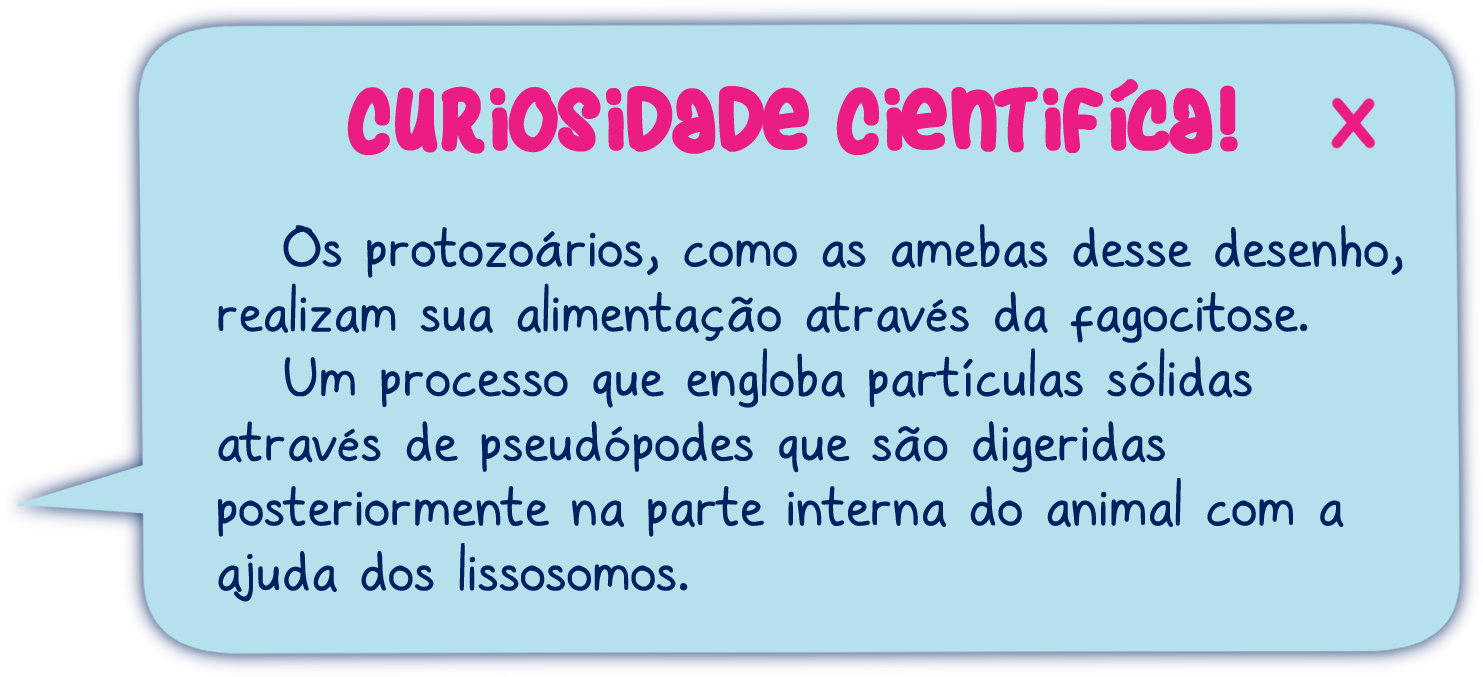 CURIOSIDADE CIENTIFÍCA! X
Os protozoários, como as amebas desse desenho,
realizam sua alimentação através da fagocitose.
Um processo que engloba partículas sólidas
através de pseudópodes que são digeridas
posteriormente na parte interna do animal com a
ajuda dos lissosomos.